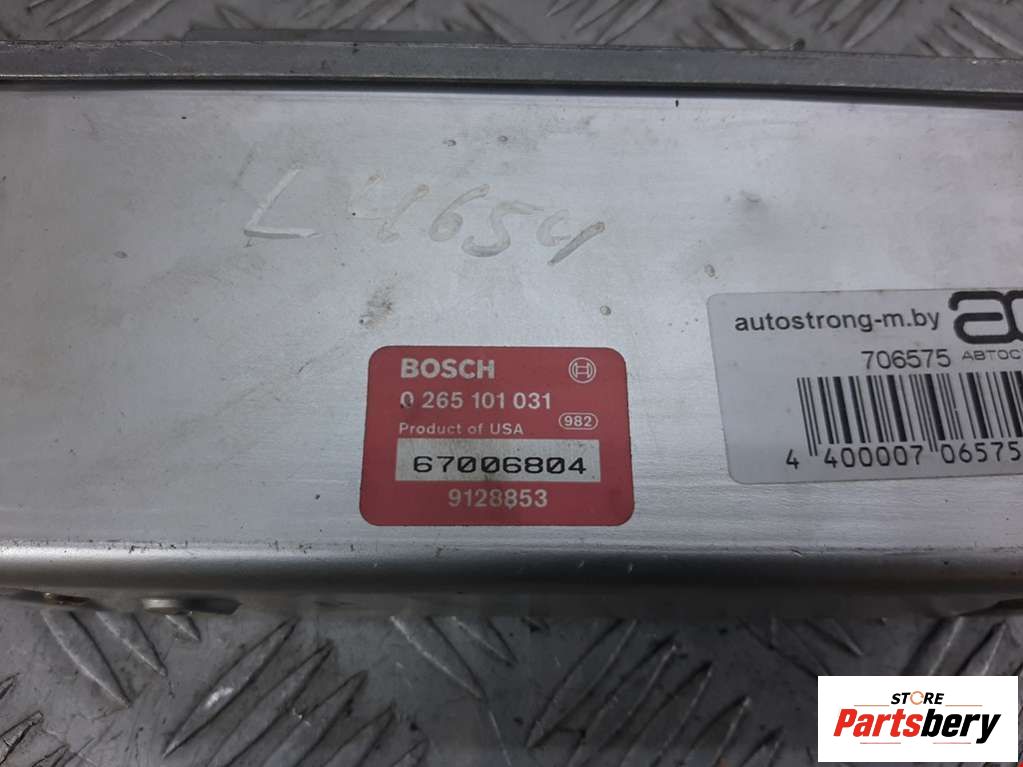 L4654
autostrong-m.by
706575
4 400007 06575
BOSCH
0 265 101 031
Product of USA 982
67006804
9128853
STORE
Partsbery